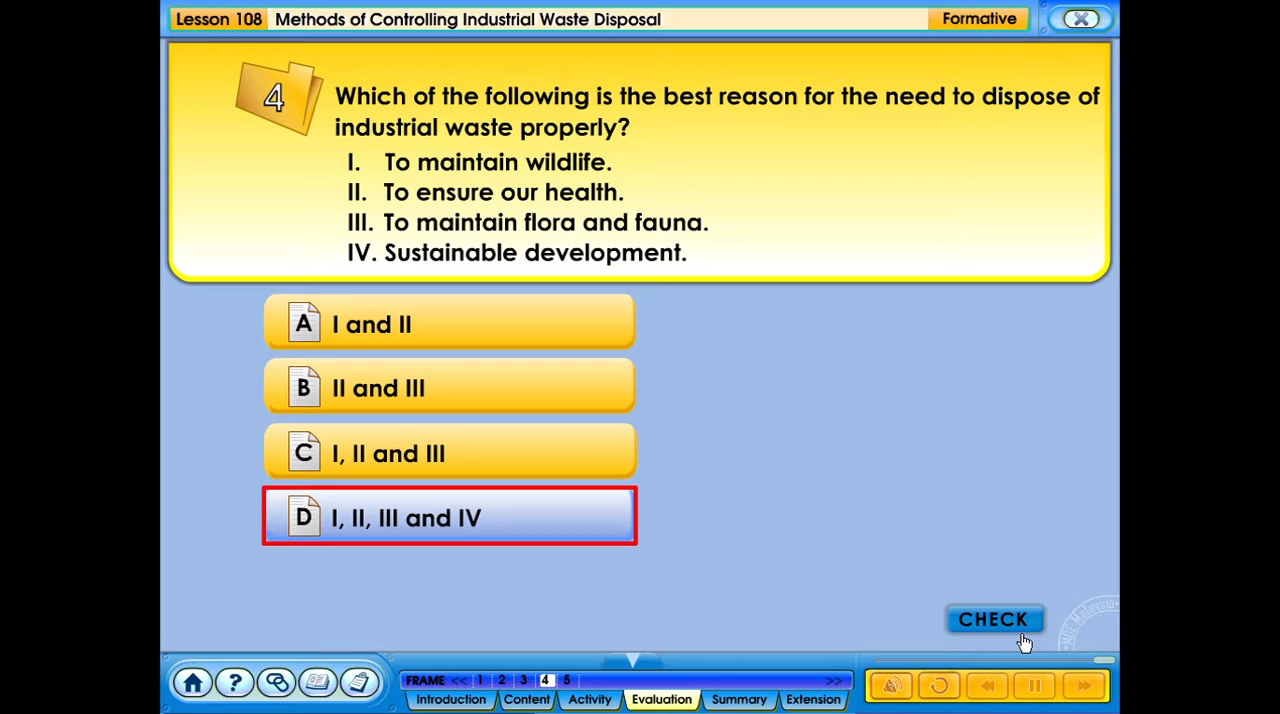 Lesson 108 Methods of Controlling Industrial Waste Disposal Formative
4
Which of the following is the best reason for the need to dispose of
industrial waste properly?
I. To maintain wildlife.
II. To ensure our health.
III. To maintain flora and fauna.
IV. Sustainable development.
A I and II
B II and III
C I, II and III
D I, II, III and IV
CHECK
FRAME << 1 2 3 4 5 >>
Introduction Content Activity Evaluation Summary Extension